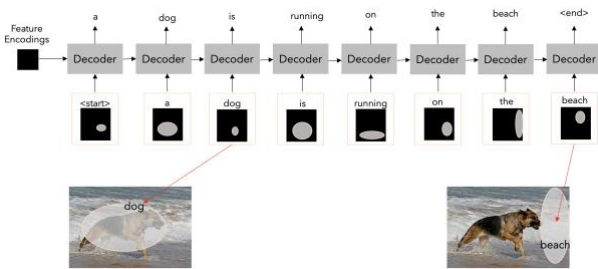 a dog is running on the beach <end>
Feature
Encodings
Decoder Decoder Decoder Decoder Decoder Decoder Decoder Decoder
<start> a dog is running on the beach
dog
beach